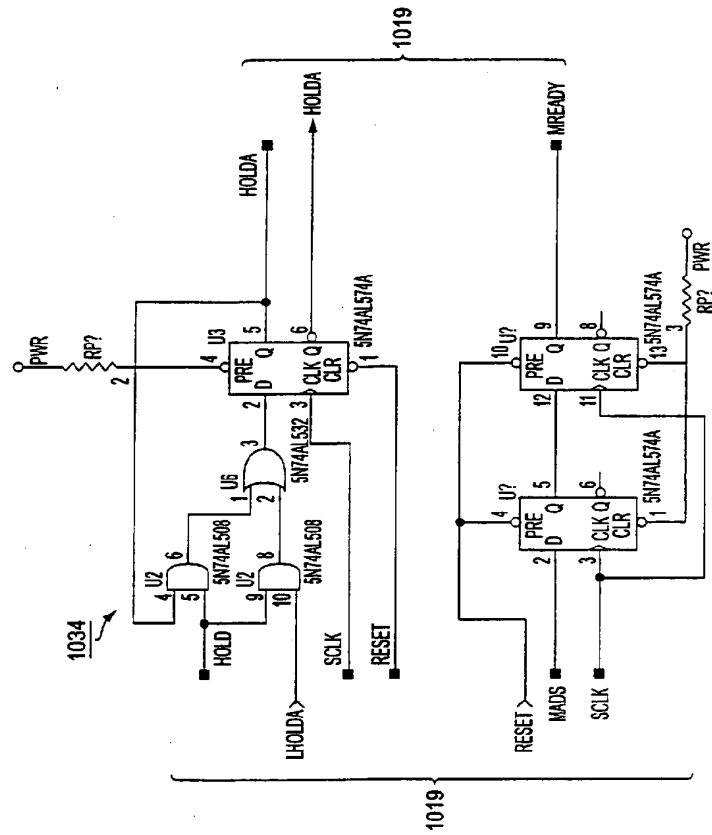 1034
PWR
RP?
2
HOLDA
4
U2
6
5
5N74AL508
HOLD
9
U2
8
10
5N74AL508
LHOLDA
U6
1
3
2
5N74AL532
4
U3
PRE
2
D
Q
5
3
CLK
Q
6
CLR
1
5N74AL574A
HOLDA
SCLK
RESET
1019
RESET
MADS
SCLK
4
U?
PRE
2
D
Q
5
3
CLK
Q
6
CLR
1
5N74AL574A
10
U?
PRE
12
D
Q
9
11
CLK
Q
8
CLR
13
5N74AL574A
MREADY
3
RP?
PWR
1019